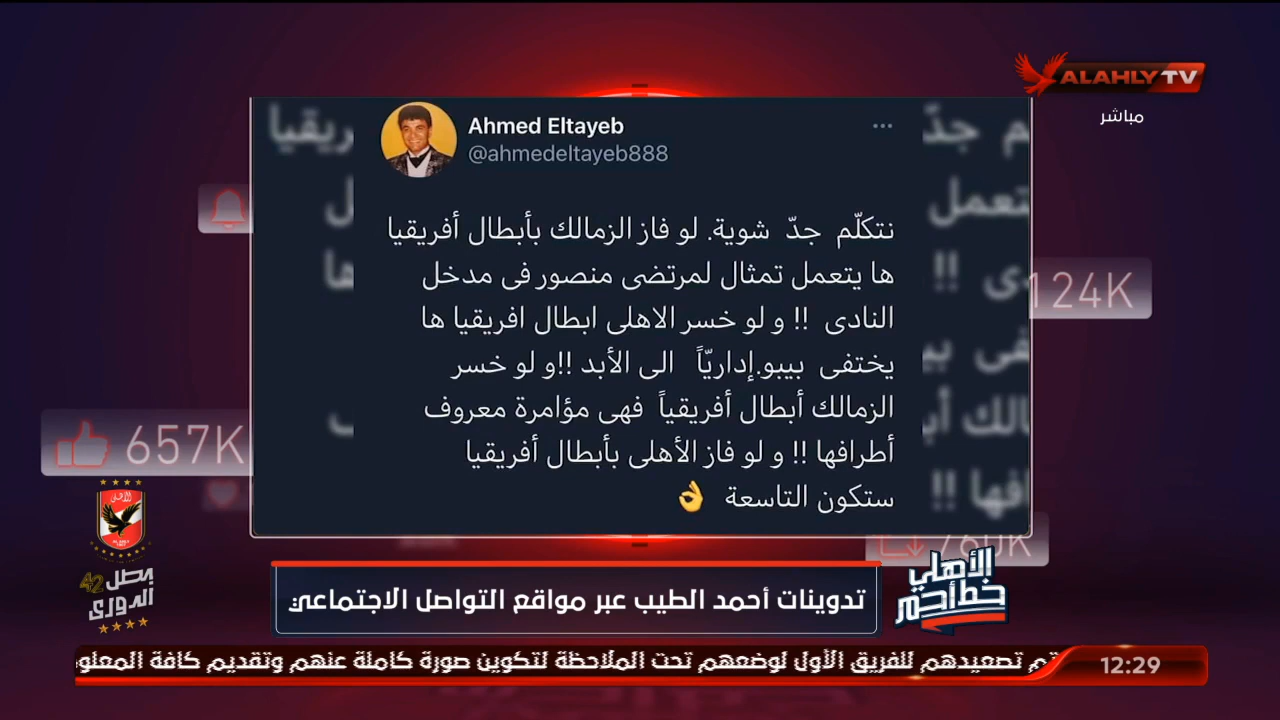 ALAHLY TV
مباشر
Ahmed Eltayeb
@ahmedeltayeb888
نتكلّم جدّ شوية. لو فاز الزمالك بأبطال أفريقيا
ها يتعمل تمثال لمرتضى منصور فى مدخل
النادى !! و لو خسر الاهلى ابطال افريقيا ها
يختفى بيبو.إداريّاً الى الأبد !!و لو خسر
الزمالك أبطال أفريقياً فهى مؤامرة معروف
أطرافها !! و لو فاز الأهلى بأبطال أفريقيا
ستكون التاسعة 👌
124K
657K
760K
بطل 42
الدورى
الأهلي
خط أحمر
تدوينات أحمد الطيب عبر مواقع التواصل الاجتماعي
تم تصعيدهم للفريق الأول لوضعهم تحت الملاحظة لتكوين صورة كاملة عنهم وتقديم كافة المعلو
12:29